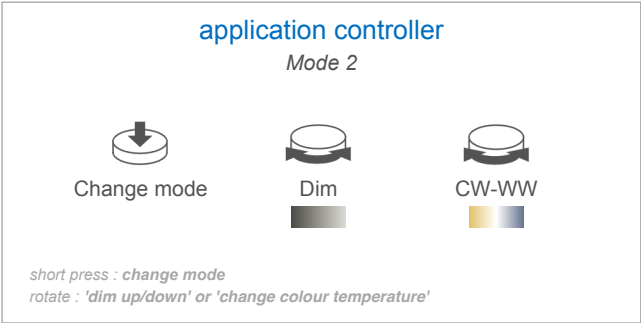 application controller
Mode 2
Change mode
Dim
CW-WW
short press : change mode
rotate : 'dim up/down' or 'change colour temperature'